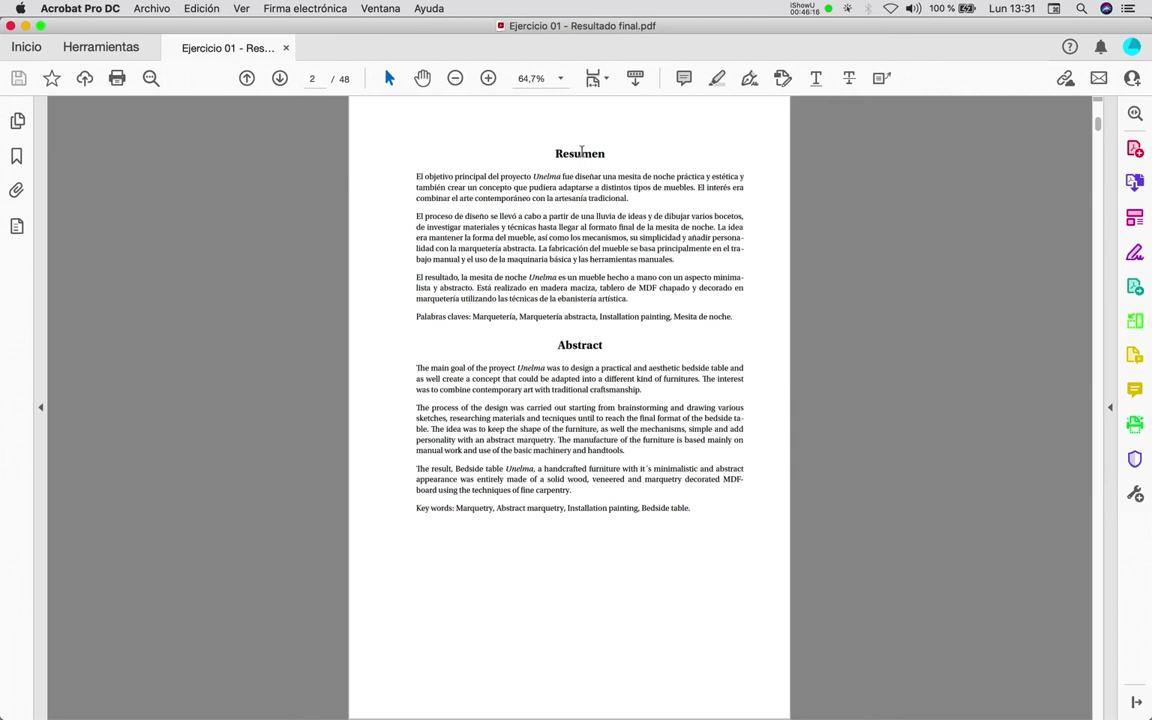 Acrobat Pro DC Archivo Edición Ver Firma electrónica Ventana Ayuda iShowU 00:46:16 100 % Lun 13:31
Ejercicio 01 - Resultado final.pdf
Inicio Herramientas Ejercicio 01 - Res... ×
2 / 48 64,7%
Resumen
El objetivo principal del proyecto Unelma fue diseñar una mesita de noche práctica y estética y
también crear un concepto que pudiera adaptarse a distintos tipos de muebles. El interés era
combinar el arte contemporáneo con la artesanía tradicional.
El proceso de diseño se llevó a cabo a partir de una lluvia de ideas y de dibujar varios bocetos,
de investigar materiales y técnicas hasta llegar al formato final de la mesita de noche. La idea
era mantener la forma del mueble, así como los mecanismos, su simplicidad y añadir persona-
lidad con la marquetería abstracta. La fabricación del mueble se basa principalmente en el tra-
bajo manual y el uso de la maquinaria básica y las herramientas manuales.
El resultado, la mesita de noche Unelma es un mueble hecho a mano con un aspecto minima-
lista y abstracto. Está realizado en madera maciza, tablero de MDF chapado y decorado en
marquetería utilizando las técnicas de la ebanistería artística.
Palabras claves: Marquetería, Marquetería abstracta, Installation painting, Mesita de noche.
Abstract
The main goal of the proyect Unelma was to design a practical and aesthetic bedside table and
as well create a concept that could be adapted into a different kind of furnitures. The interest
was to combine contemporary art with traditional craftsmanship.
The process of the design was carried out starting from brainstorming and drawing various
sketches, researching materials and tecniques until to reach the final format of the bedside ta-
ble. The idea was to keep the shape of the furniture, as well the mechanisms, simple and add
personality with an abstract marquetry. The manufacture of the furniture is based mainly on
manual work and use of the basic machinery and handtools.
The result, Bedside table Unelma, a handcrafted furniture with it´s minimalistic and abstract
appearance was entirely made of a solid wood, veneered and marquetry decorated MDF-
board using the techniques of fine carpentry.
Key words: Marquetry, Abstract marquetry, Installation painting, Bedside table.